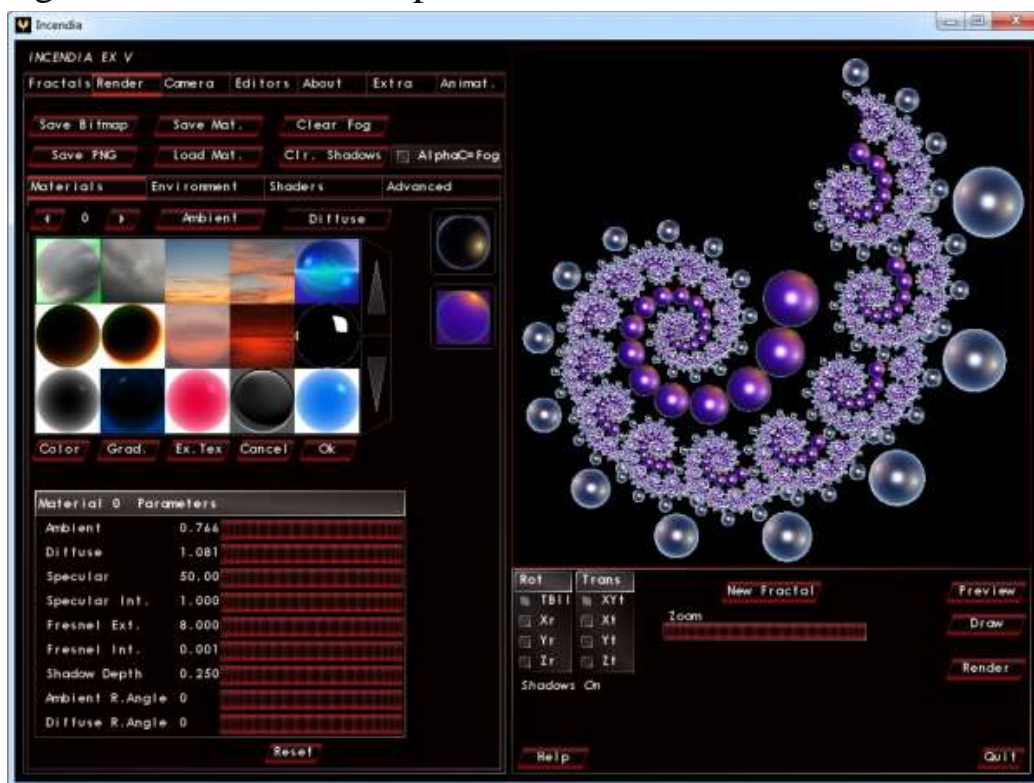 Incendia
INCENDIA EX V
Fractals Render Camera Editors About Extra Animat.
Save Bitmap Save Mat. Clear Fog
Save PNG Load Mat. Clr. Shadows AlphaC=Fog
Materials Environment Shaders Advanced
0 Ambient Diffuse
Color Grad. Ex.Tex Cancel Ok
Material 0 Parameters
Ambient 0.766
Diffuse 1.081
Specular 50.00
Specular Int. 1.000
Fresnel Ext. 8.000
Fresnel Int. 0.001
Shadow Depth 0.250
Ambient R.Angle 0
Diffuse R.Angle 0
Reset
Rot Trans
TBll XYt
Xr Xt
Yr Yt
Zr Zt
Shadows On
New Fractal
Zoom
Preview
Draw
Render
Help
Quit